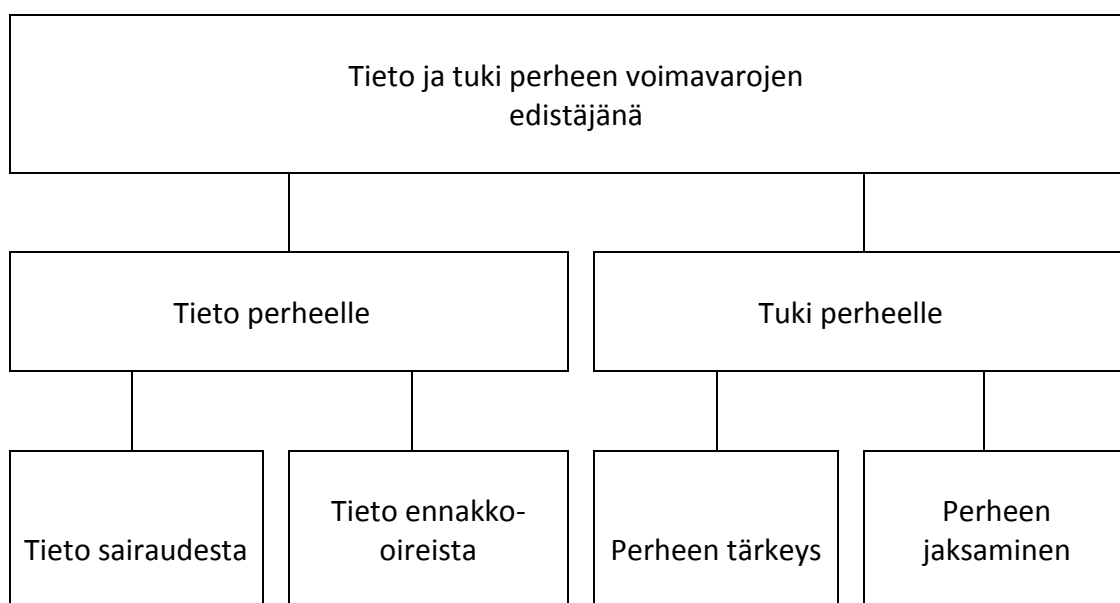 Tieto ja tuki perheen voimavarojen
edistäjänä
Tieto perheelle
Tuki perheelle
Tieto sairaudesta
Tieto ennakko-
oireista
Perheen tärkeys
Perheen
jaksaminen